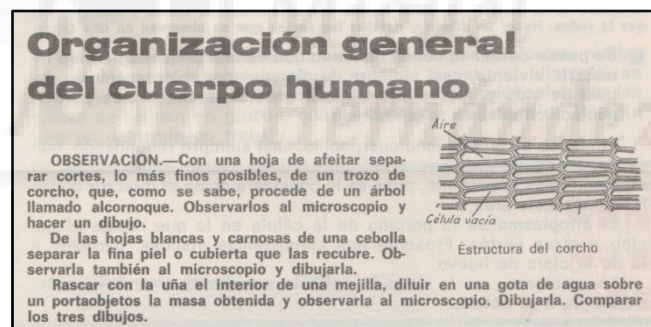 Organización general
del cuerpo humano
OBSERVACION.—Con una hoja de afeitar sepa-
rar cortes, lo más finos posibles, de un trozo de
corcho, que, como se sabe, procede de un árbol
llamado alcornoque. Observarlos al microscopio y
hacer un dibujo.
De las hojas blancas y carnosas de una cebolla
separar la fina piel o cubierta que las recubre. Ob-
servarla también al microscopio y dibujarla.
Rascar con la uña el interior de una mejilla, diluir en una gota de agua sobre
un portaobjetos la masa obtenida y observarla al microscopio. Dibujarla. Comparar
los tres dibujos.
Aire
Célula vacía
Estructura del corcho